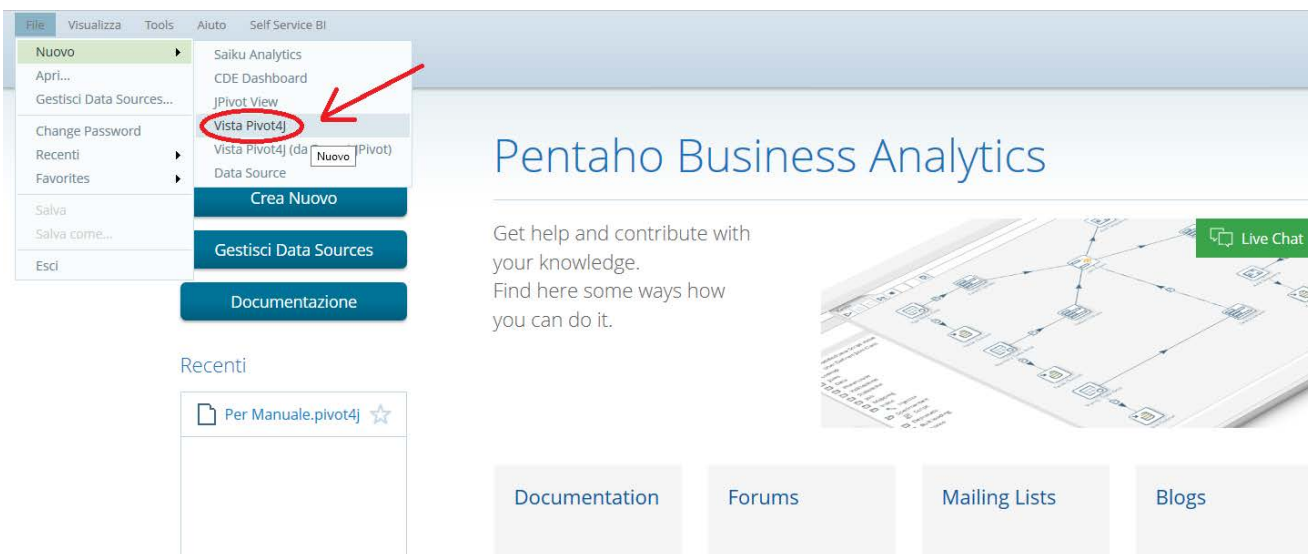 File Visualizza Tools Aiuto Self Service BI
Nuovo
Apri...
Gestisci Data Sources...
Change Password
Recenti
Favorites
Salva
Salva come...
Esci
Saiku Analytics
CDE Dashboard
JPivot View
Vista Pivot4J
Vista Pivot4J (da JPivot)
Nuovo
Data Source
Crea Nuovo
Gestisci Data Sources
Documentazione
Recenti
Per Manuale.pivot4j
Pentaho Business Analytics
Get help and contribute with
your knowledge.
Find here some ways how
you can do it.
Live Chat
Documentation
Forums
Mailing Lists
Blogs